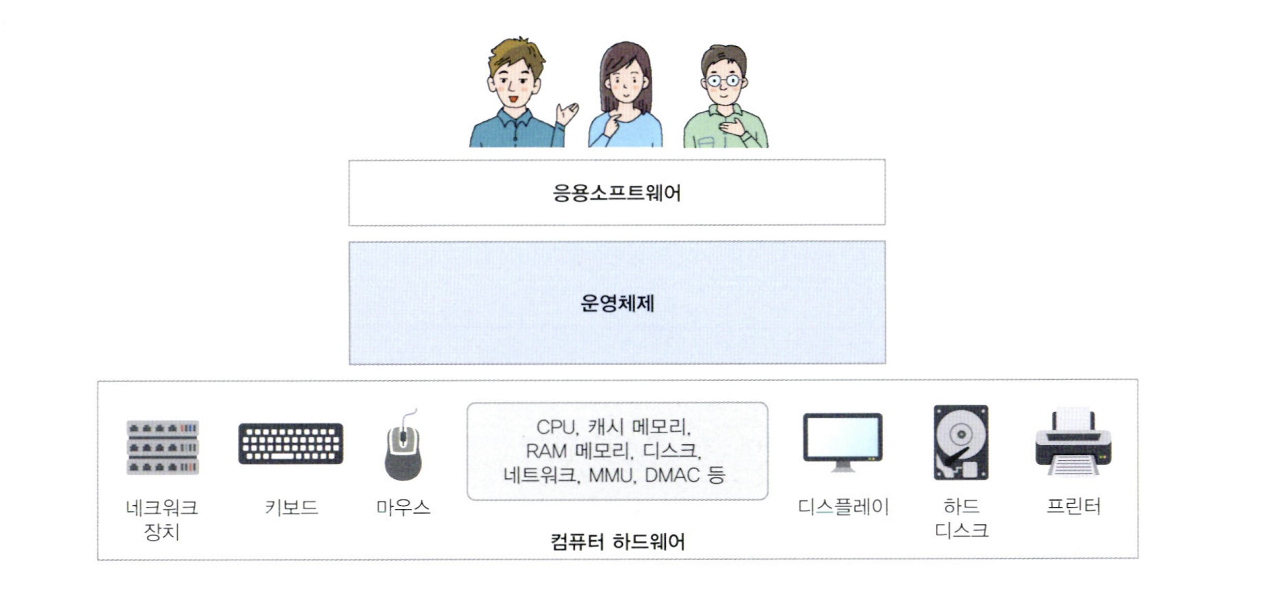 응용소프트웨어
운영체제
CPU, 캐시 메모리,
RAM 메모리, 디스크,
네트워크, MMU, DMAC 등
네크워크
장치
키보드
마우스
디스플레이
하드
디스크
프린터
컴퓨터 하드웨어